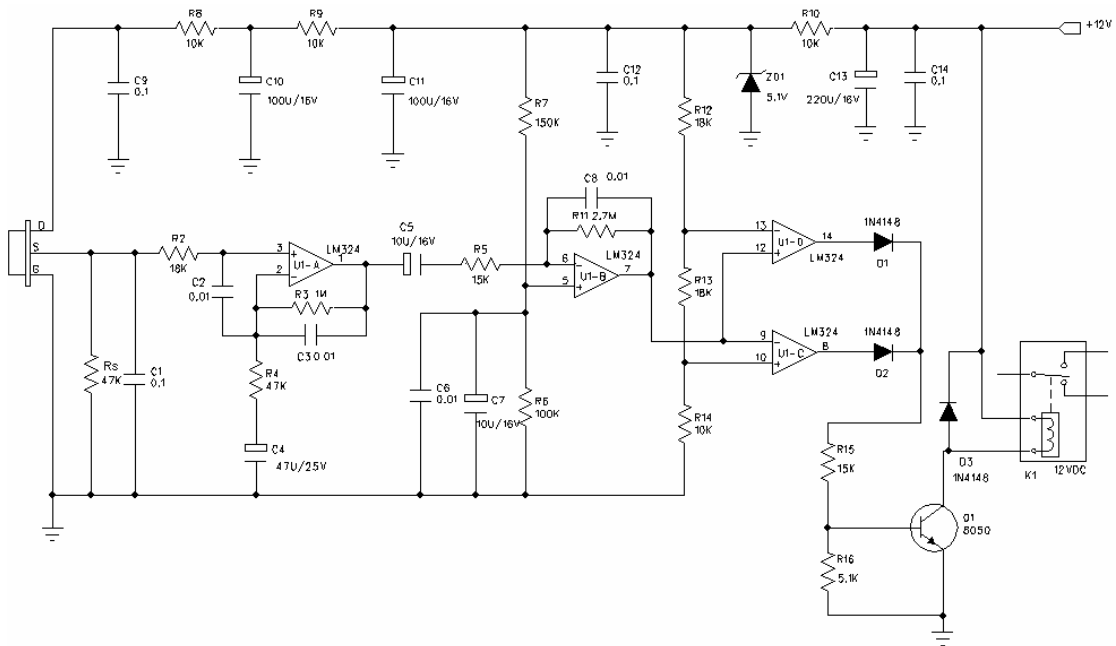 R8
10K
R9
10K
R10
10K
+12V
C9
0.1
C10
100U/16V
C11
100U/16V
C12
0.1
ZD1
5.1V
C13
220U/16V
C14
0.1
R7
150K
R12
18K
D
S
G
R2
18K
C2
0.01
3
+
2
-
U1-A
LM324
1
R3 1M
C3 0.01
C5
10U/16V
R5
15K
C8 0.01
R11 2.7M
LM324
6
-
5
+
U1-B
7
13
-
12
+
U1-D
14
LM324
1N4148
D1
R13
18K
9
-
10
+
U1-C
LM324
8
1N4148
D2
Rs
47K
C1
0.1
R4
47K
C4
47U/25V
C6
0.01
C7
10U/16V
R6
100K
R14
10K
R15
15K
R16
5.1K
Q1
8050
D3
1N4148
K1
12VDC